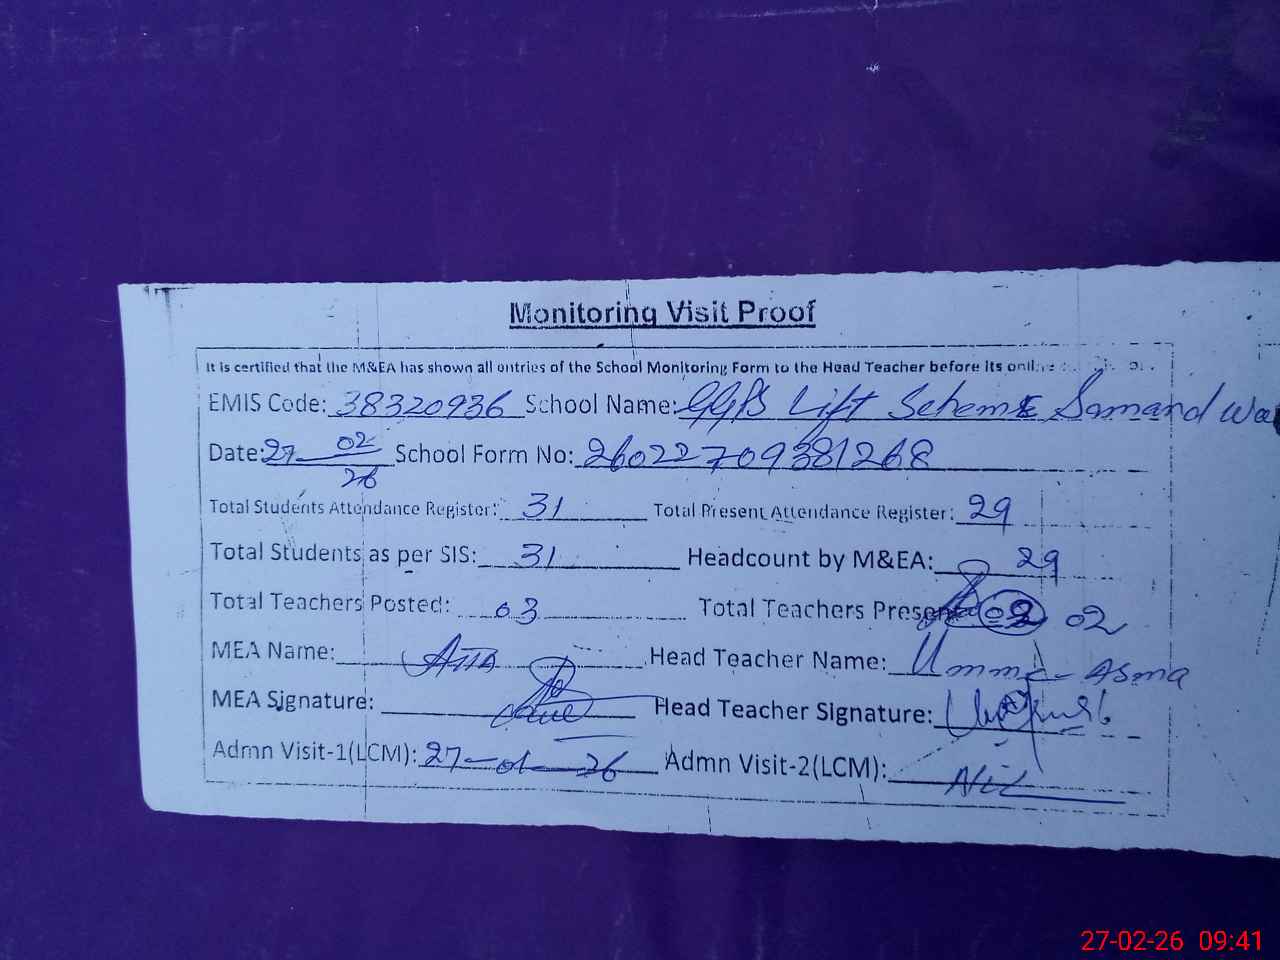 Monitoring Visit Proof
It is certified that the M&EA has shown all entries of the School Monitoring Form to the Head Teacher before its
EMIS Code: 38320936 School Name: GGPS Lift Scheme Samand Wa
Date: 27-02-26 School Form No: 26022709381268
Total Students Attendance Register: 31 Total Present Attendance Register: 29
Total Students as per SIS: 31 Headcount by M&EA: 29
Total Teachers Posted: 03 Total Teachers Present: 02
MEA Name: Atta Head Teacher Name: Umme Asma
MEA Signature: Head Teacher Signature:
Admn Visit-1(LCM): 27-01-26 Admn Visit-2(LCM): Nil
27-02-26 09:41